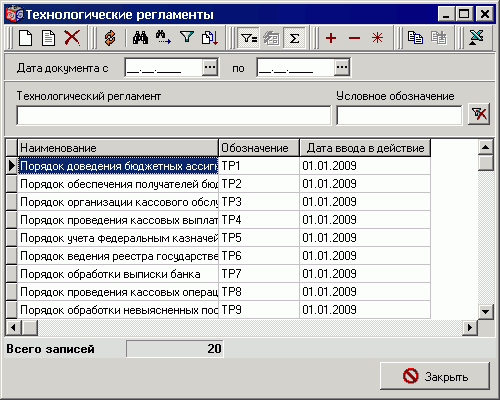 Технологические регламенты
Дата документа с __.__.____ по __.__.____
Технологический регламент Условное обозначение
Наименование Обозначение Дата ввода в действие
Порядок доведения бюджетных ассигн ТР1 01.01.2009
Порядок обеспечения получателей бюд ТР2 01.01.2009
Порядок организации кассового обслу ТР3 01.01.2009
Порядок проведения кассовых выплат ТР4 01.01.2009
Порядок учета Федеральным казначей ТР5 01.01.2009
Порядок ведения реестра государстве ТР6 01.01.2009
Порядок обработки выписки банка ТР7 01.01.2009
Порядок проведения кассовых операц ТР8 01.01.2009
Порядок обработки невыясненных пос ТР9 01.01.2009
Всего записей 20
Закрыть